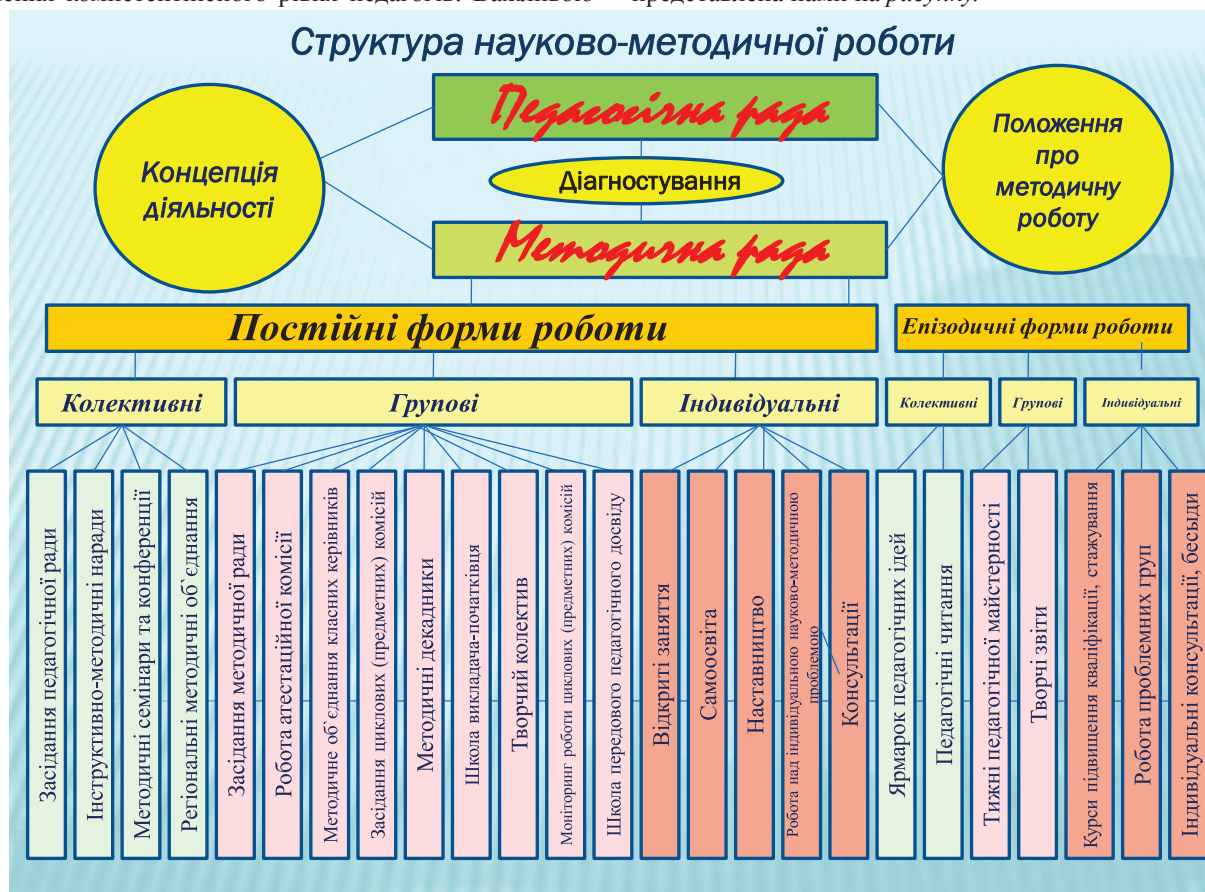 представлена нами на рисунку.
Структура науково-методичної роботи
Педагогічна рада
Концепція
діяльності
Діагностування
Положення
про
методичну
роботу
Методична рада
Постійні форми роботи
Епізодичні форми роботи
Колективні
Групові
Індивідуальні
Колективні
Групові
Індивідуальні
Засідання педагогічної ради
Інструктивно-методичні наради
Методичні семінари та конференції
Регіональні методичні об`єднання
Засідання методичної ради
Робота атестаційної комісії
Методичне об`єднання класних керівників
Засідання циклових (предметних) комісій
Методичні декадники
Школа викладача-початківця
Творчий колектив
Моніторинг роботи циклових (предметних) комісій
Школа передового педагогічного досвіду
Відкриті заняття
Самоосвіта
Наставництво
Робота над індивідуальною науково-методичною
проблемою
Консультації
Ярмарок педагогічних ідей
Педагогічні читання
Тижні педагогічної майстерності
Творчі звіти
Курси підвищення кваліфікації, стажування
Робота проблемних груп
Індивідуальні консультації, бесыди